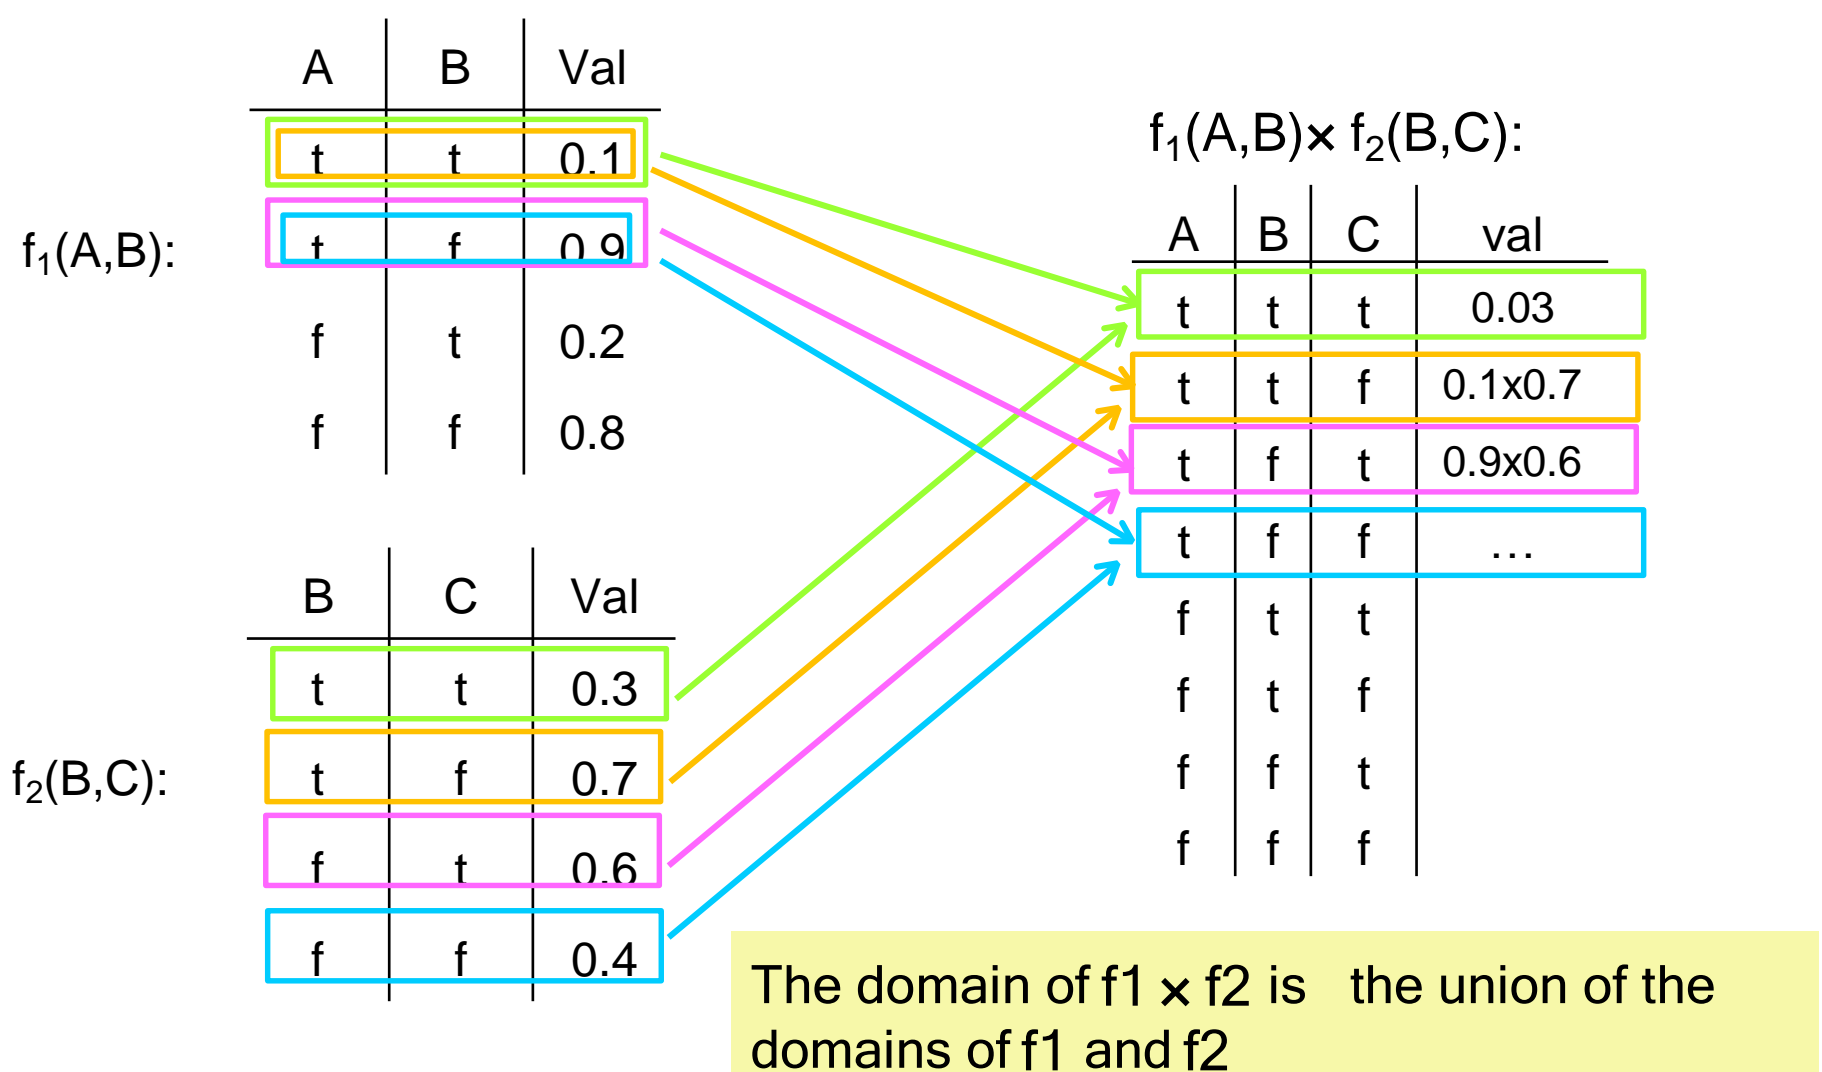 A B Val
t t 0.1
f₁(A,B):
t f 0.9
f t 0.2
f f 0.8
B C Val
t t 0.3
f₂(B,C):
t f 0.7
f t 0.6
f f 0.4
f₁(A,B)× f₂(B,C):
A B C val
t t t 0.03
t t f 0.1x0.7
t f t 0.9x0.6
t f f …
f t t
f t f
f f t
f f f
The domain of f1 × f2 is the union of the
domains of f1 and f2